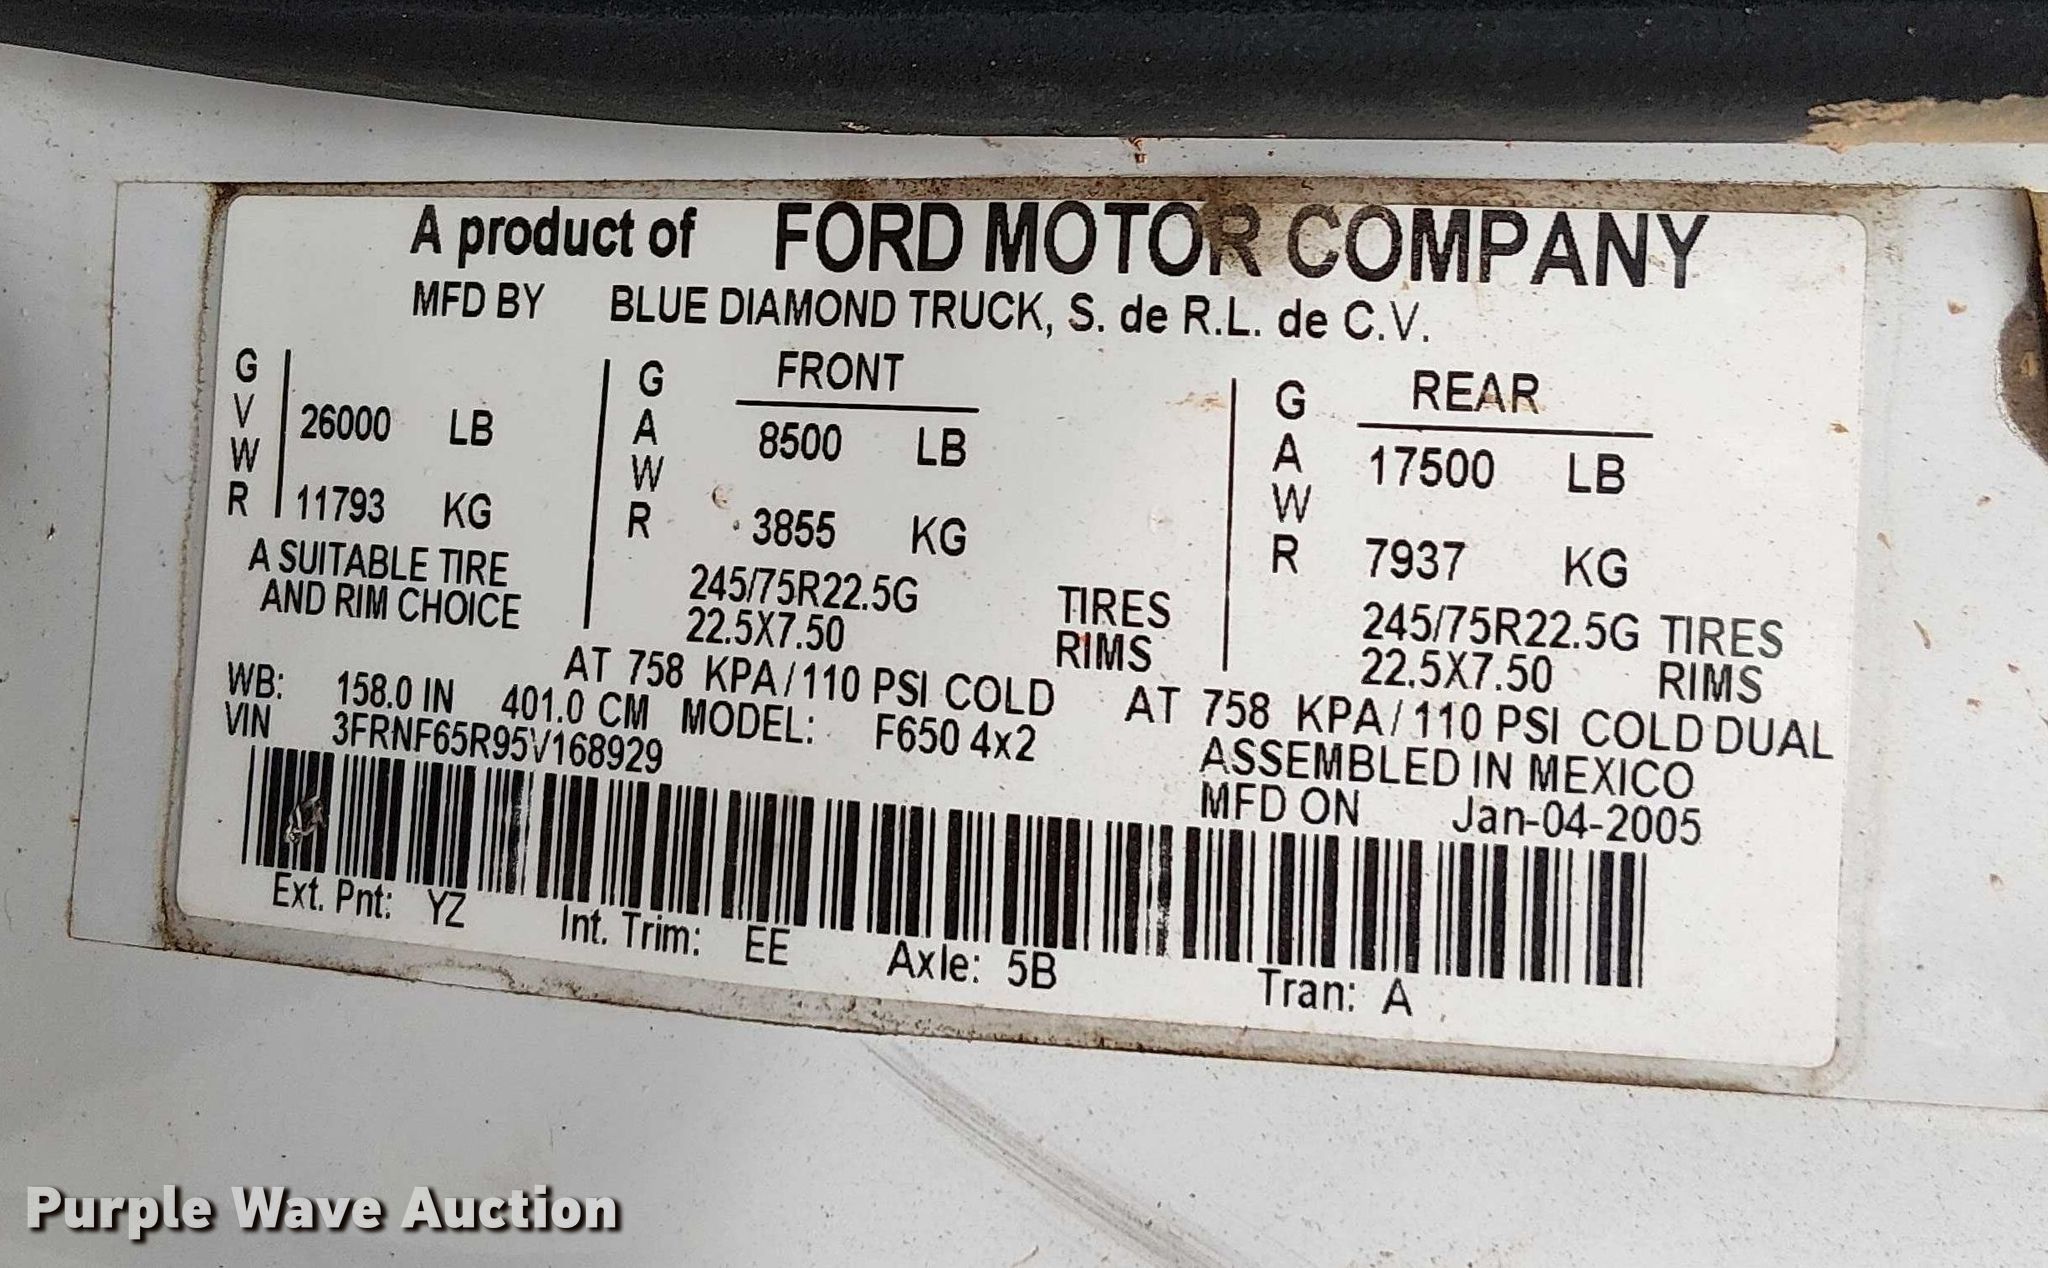 A product of FORD MOTOR COMPANY
MFD BY BLUE DIAMOND TRUCK, S. de R.L. de C.V.
GVWR 26000 LB
11793 KG
A SUITABLE TIRE
AND RIM CHOICE
GAWR FRONT
8500 LB
3855 KG
245/75R22.5G TIRES
22.5X7.50 RIMS
AT 758 KPA/110 PSI COLD
GAWR REAR
17500 LB
7937 KG
245/75R22.5G TIRES
22.5X7.50 RIMS
AT 758 KPA/110 PSI COLD DUAL
WB: 158.0 IN 401.0 CM MODEL: F650 4x2
VIN 3FRNF65R95V168929
ASSEMBLED IN MEXICO
MFD ON Jan-04-2005
Ext. Pnt: YZ Int. Trim: EE Axle: 5B Tran: A
Purple Wave Auction